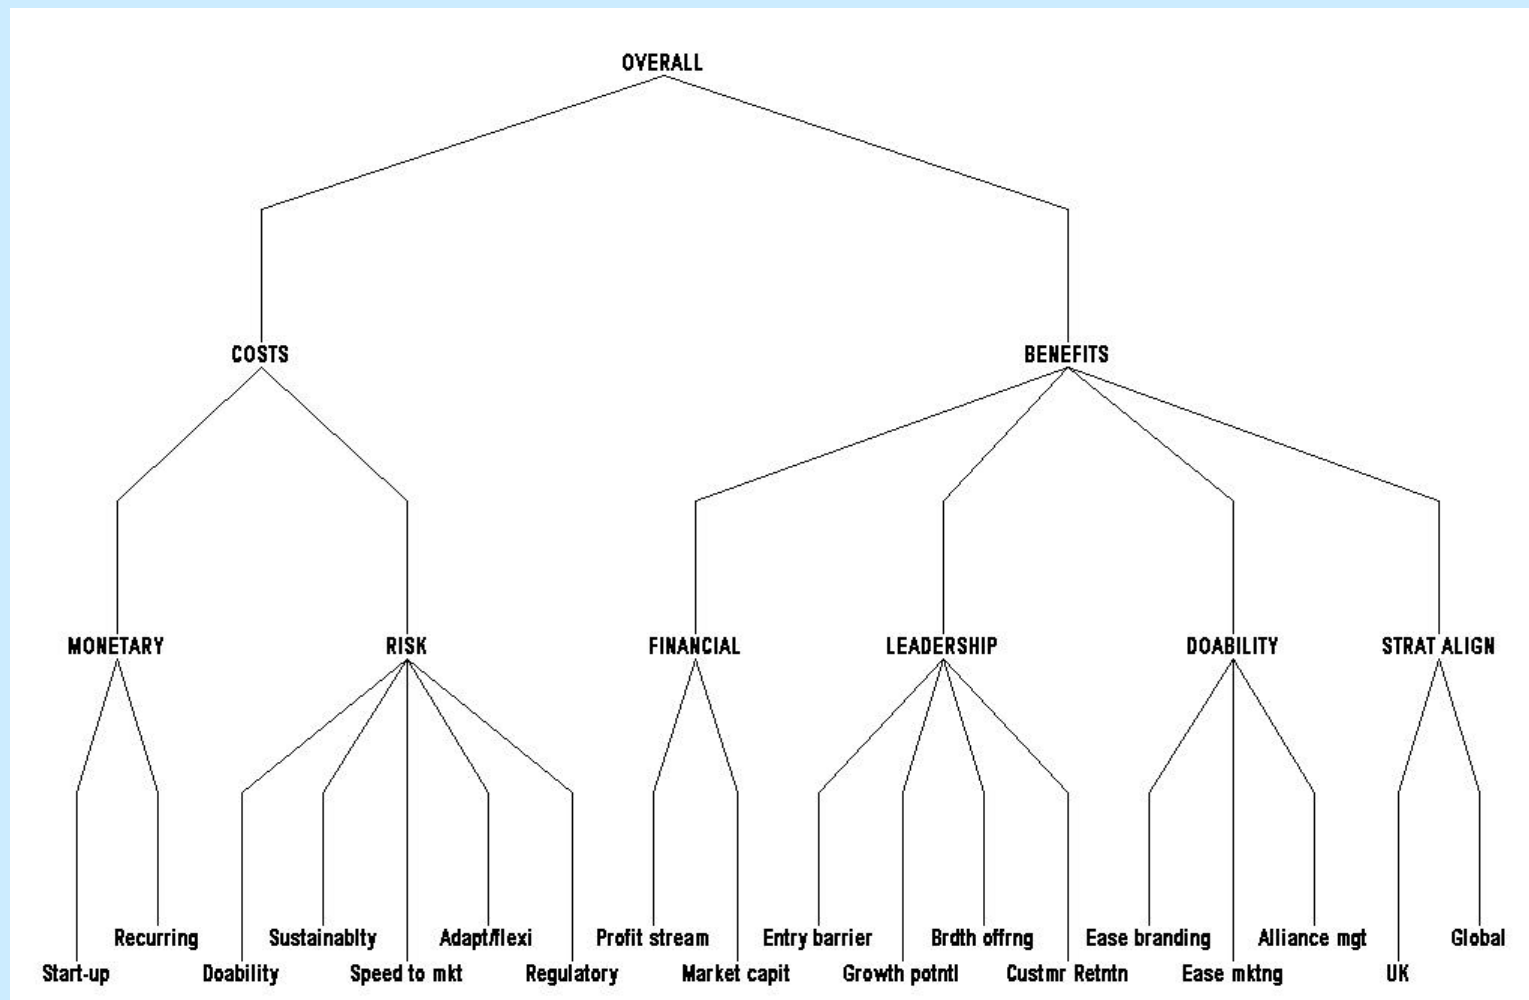 OVERALL
COSTS
BENEFITS
MONETARY
RISK
FINANCIAL
LEADERSHIP
DOABILITY
STRAT ALIGN
Recurring
Sustainablty
Adapt/flexi
Profit stream
Entry barrier
Brdth offrng
Ease branding
Alliance mgt
Global
Start-up
Doability
Speed to mkt
Regulatory
Market capit
Growth potntl
Custmr Retntn
Ease mktng
UK